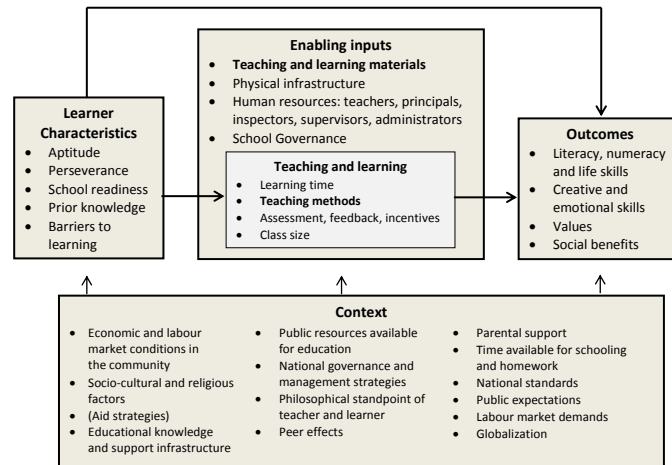 Enabling inputs
• Teaching and learning materials
• Physical infrastructure
• Human resources: teachers, principals,
inspectors, supervisors, administrators
• School Governance
Learner
Characteristics
• Aptitude
• Perseverance
• School readiness
• Prior knowledge
• Barriers to
learning
Teaching and learning
• Learning time
• Teaching methods
• Assessment, feedback, incentives
• Class size
Outcomes
• Literacy, numeracy
and life skills
• Creative and
emotional skills
• Values
• Social benefits
Context
• Economic and labour
market conditions in
the community
• Socio-cultural and religious
factors
• (Aid strategies)
• Educational knowledge
and support infrastructure
• Public resources available
for education
• National governance and
management strategies
• Philosophical standpoint of
teacher and learner
• Peer effects
• Parental support
• Time available for schooling
and homework
• National standards
• Public expectations
• Labour market demands
• Globalization